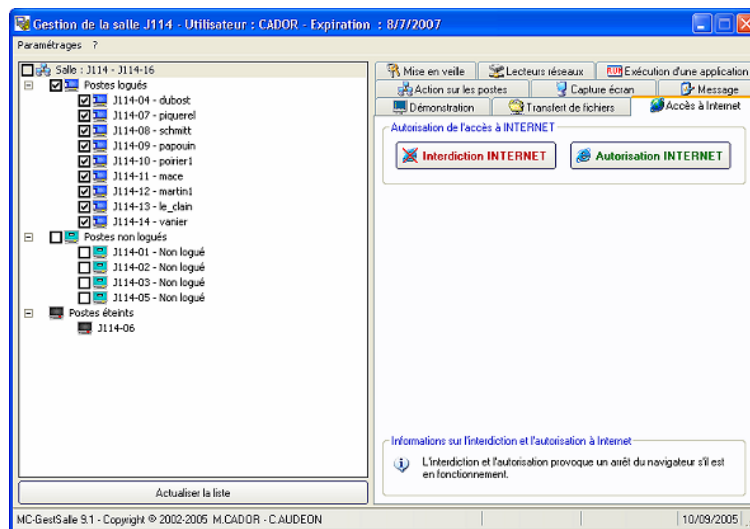 Gestion de la salle J114 - Utilisateur : CADOR - Expiration : 8/7/2007
Paramétrages ?
Salle : J114 - J114-16
Postes logués
J114-04 - dubost
J114-07 - piquerel
J114-08 - schmitt
J114-09 - papouin
J114-10 - poirier1
J114-11 - mace
J114-12 - martin1
J114-13 - le_clain
J114-14 - vanier
Postes non logués
J114-01 - Non logué
J114-02 - Non logué
J114-03 - Non logué
J114-05 - Non logué
Postes éteints
J114-06
Actualiser la liste
Mise en veille Lecteurs réseaux RUN Exécution d'une application
Action sur les postes Capture écran Message
Démonstration Transfert de fichiers Accès à Internet
Autorisation de l'accès à INTERNET
Interdiction INTERNET Autorisation INTERNET
Informations sur l'interdiction et l'autorisation à Internet
L'interdiction et l'autorisation provoque un arrêt du navigateur s'il est
en fonctionnement.
MC-GestSalle 9.1 - Copyright © 2002-2005 M.CADOR - C.AUDEON 10/09/2005